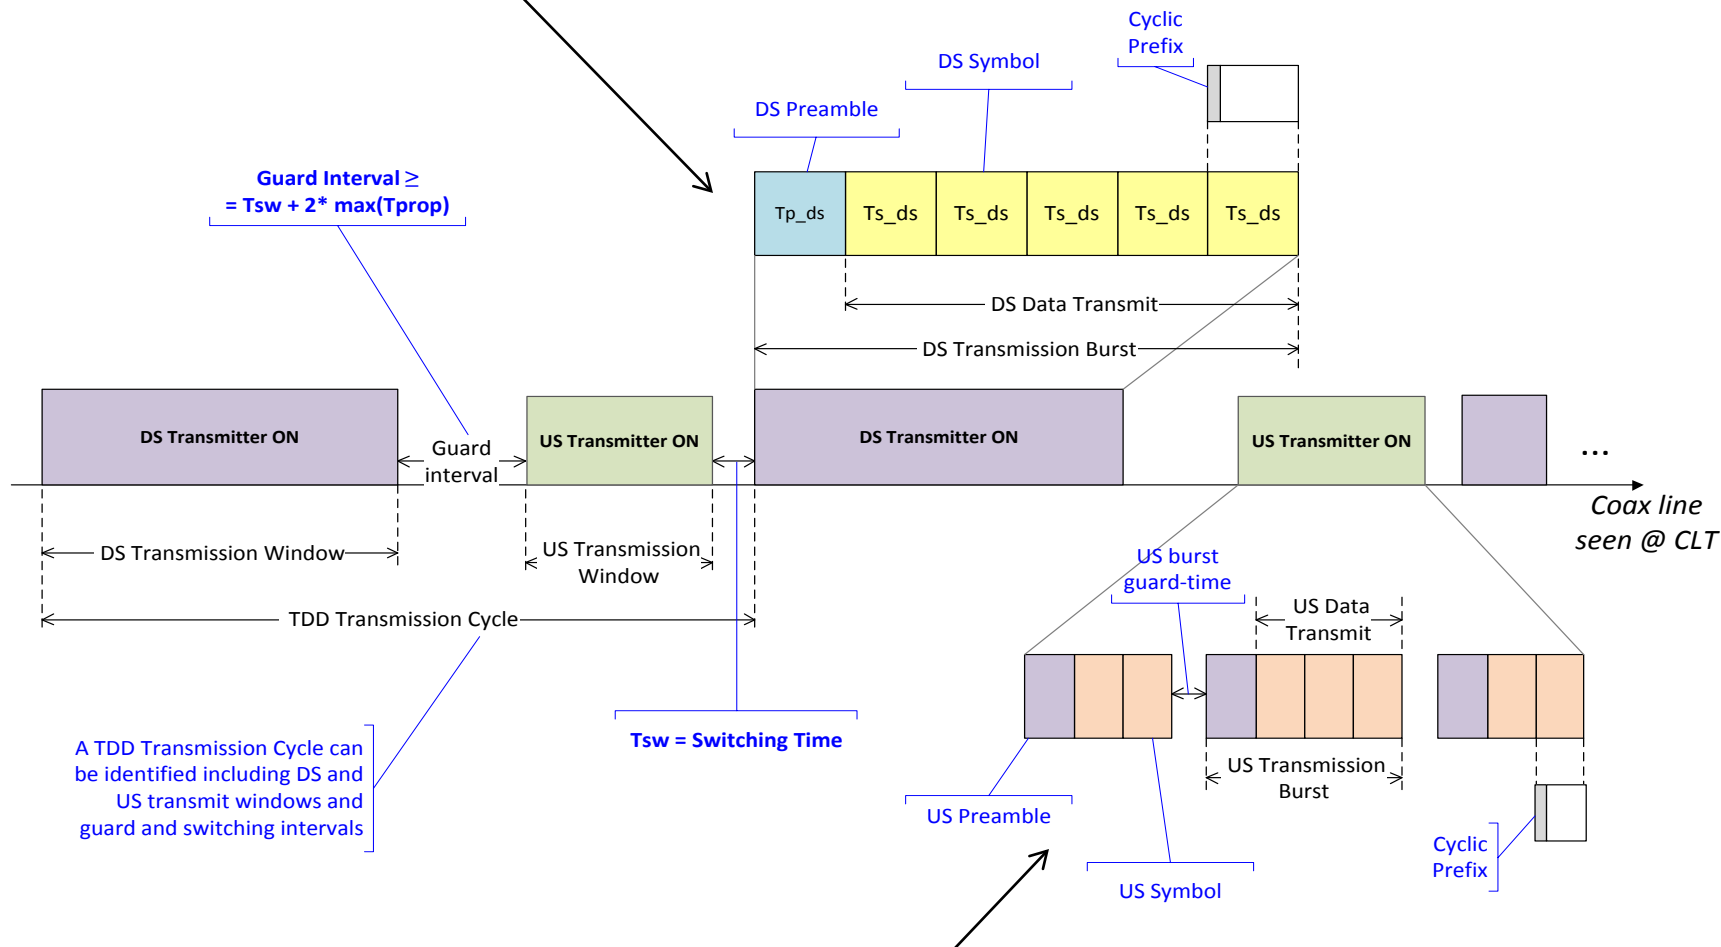 Cyclic
Prefix
DS Symbol
DS Preamble
Guard Interval ≥
= Tsw + 2* max(Tprop)
Tp_ds
Ts_ds
Ts_ds
Ts_ds
Ts_ds
Ts_ds
DS Data Transmit
DS Transmission Burst
DS Transmitter ON
Guard
interval
US Transmitter ON
DS Transmitter ON
US Transmitter ON
...
Coax line
seen @ CLT
DS Transmission Window
US Transmission
Window
US burst
guard-time
TDD Transmission Cycle
US Data
Transmit
Tsw = Switching Time
A TDD Transmission Cycle can
be identified including DS and
US transmit windows and
guard and switching intervals
US Transmission
Burst
US Preamble
US Symbol
Cyclic
Prefix